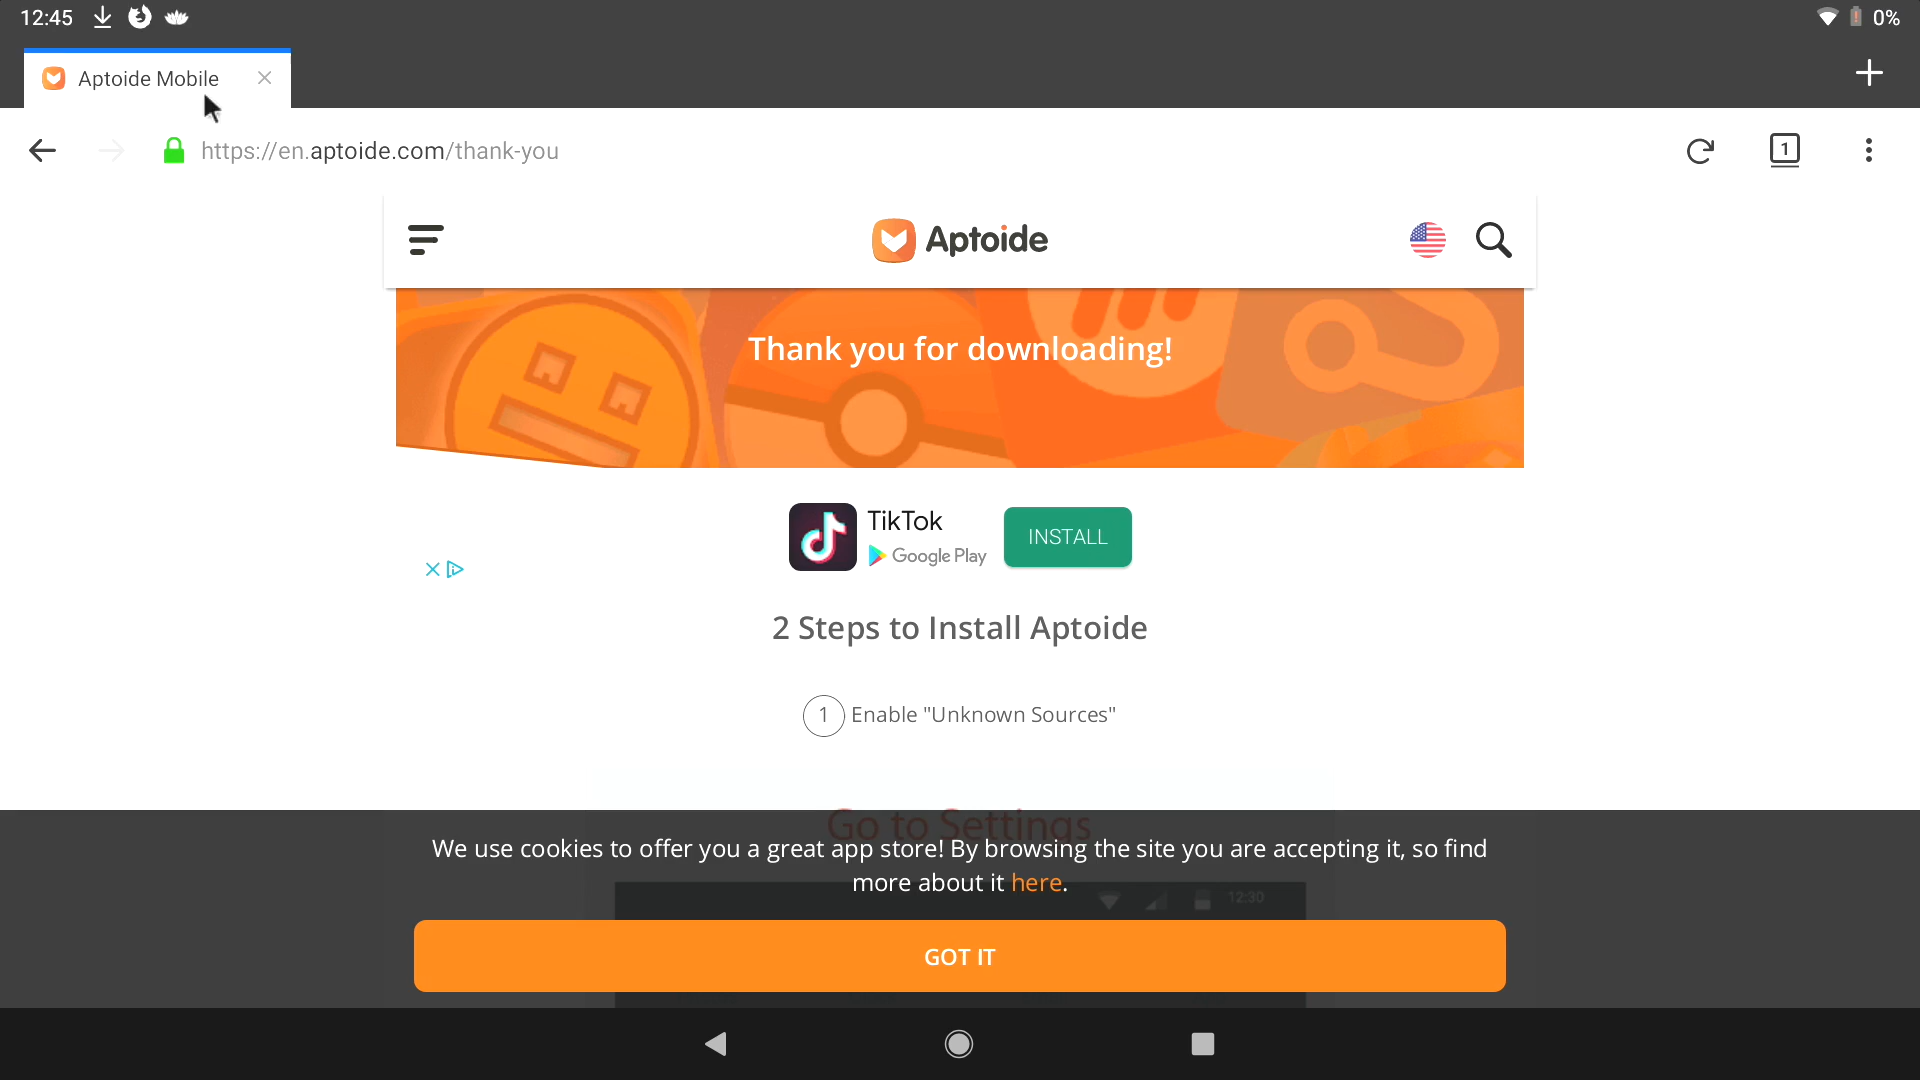 12:45
0%
Aptoide Mobile
https://en.aptoide.com/thank-you
1
Aptoide
Thank you for downloading!
TikTok
Google Play
INSTALL
2 Steps to Install Aptoide
1 Enable "Unknown Sources"
Go to Settings
We use cookies to offer you a great app store! By browsing the site you are accepting it, so find
more about it here.
12:30
GOT IT